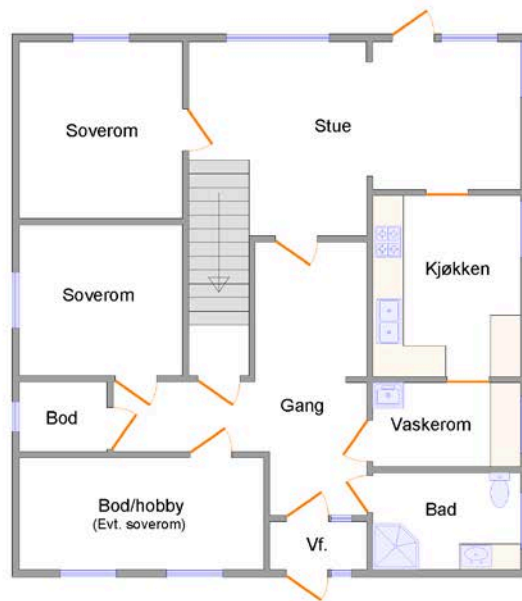 Soverom
Stue
Soverom
Kjøkken
Bod
Gang
Vaskerom
Bod/hobby
(Evt. soverom)
Bad
Vf.